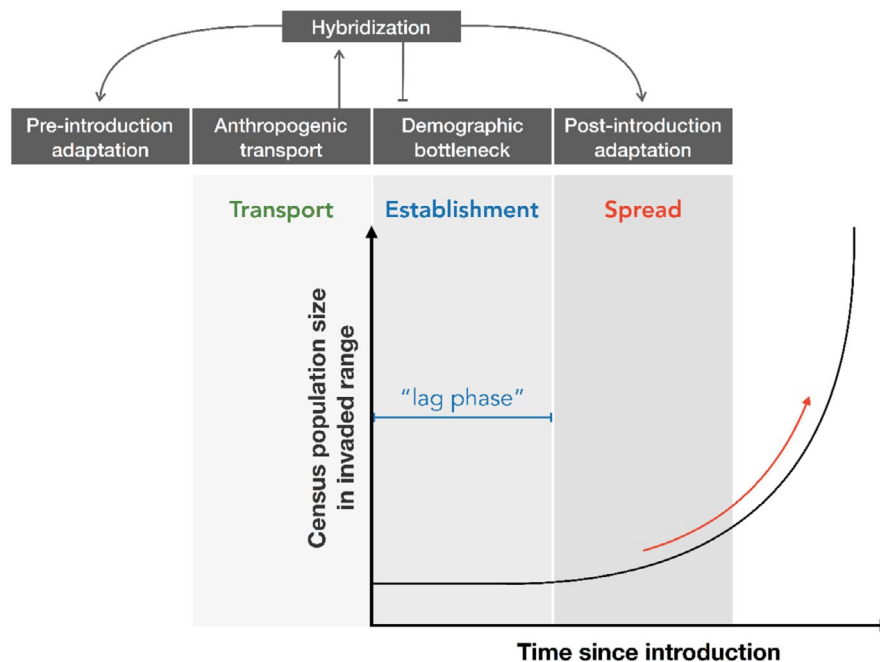 Hybridization
Pre-introduction
adaptation
Anthropogenic
transport
Demographic
bottleneck
Post-introduction
adaptation
Transport
Establishment
Spread
Census population size
in invaded range
“lag phase”
Time since introduction